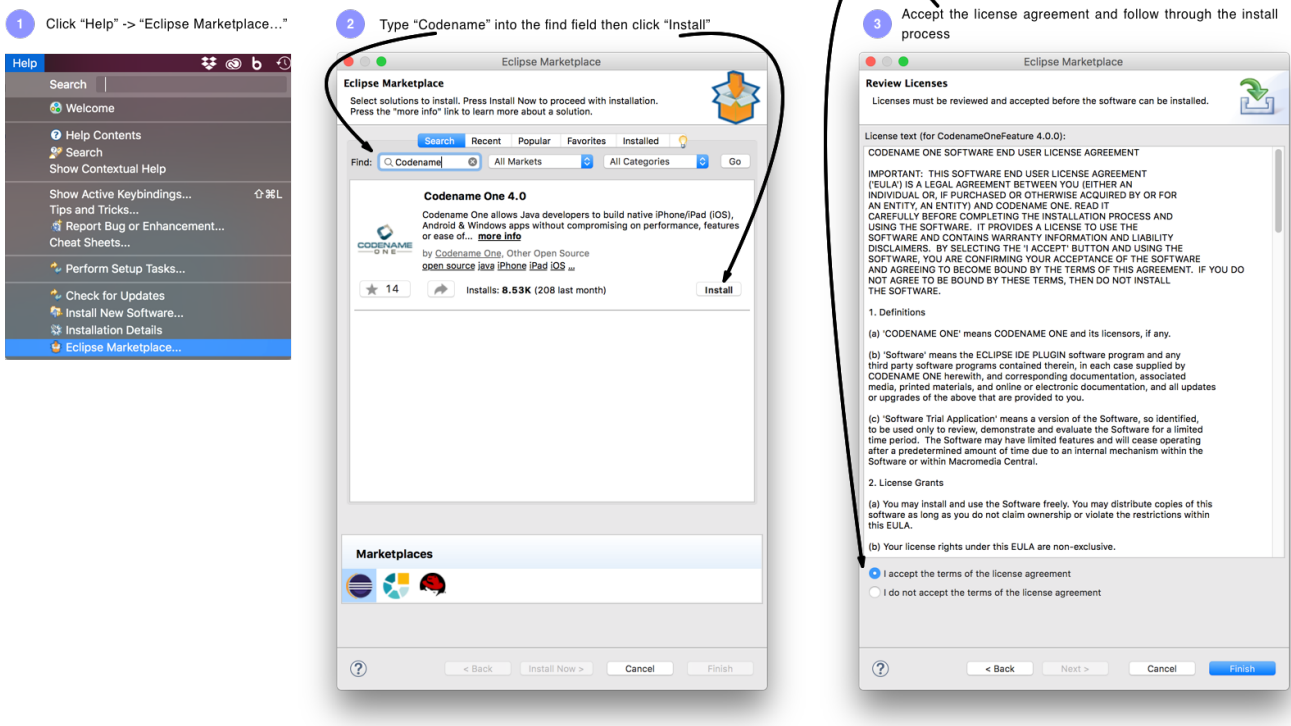 1 Click “Help” -> “Eclipse Marketplace…”
Help
Search
Welcome
Help Contents
Search
Show Contextual Help
Show Active Keybindings... ⇧⌘L
Tips and Tricks...
Report Bug or Enhancement...
Cheat Sheets...
Perform Setup Tasks...
Check for Updates
Install New Software...
Installation Details
Eclipse Marketplace...
2 Type “Codename” into the find field then click “Install”
Eclipse Marketplace
Eclipse Marketplace
Select solutions to install. Press Install Now to proceed with installation.
Press the "more info" link to learn more about a solution.
Search Recent Popular Favorites Installed
Find: Codename All Markets All Categories Go
Codename One 4.0
Codename One allows Java developers to build native iPhone/iPad (iOS),
Android & Windows apps without compromising on performance, features
or ease of... more info
CODENAME
ONE
by Codename One, Other Open Source
open source java iPhone iPad iOS ...
14 Installs: 8.53K (208 last month) Install
Marketplaces
? < Back Install Now > Cancel Finish
3 Accept the license agreement and follow through the install
process
Eclipse Marketplace
Review Licenses
Licenses must be reviewed and accepted before the software can be installed.
License text (for CodenameOneFeature 4.0.0):
CODENAME ONE SOFTWARE END USER LICENSE AGREEMENT
IMPORTANT: THIS SOFTWARE END USER LICENSE AGREEMENT
('EULA') IS A LEGAL AGREEMENT BETWEEN YOU (EITHER AN
INDIVIDUAL OR, IF PURCHASED OR OTHERWISE ACQUIRED BY OR FOR
AN ENTITY, AN ENTITY) AND CODENAME ONE. READ IT
CAREFULLY BEFORE COMPLETING THE INSTALLATION PROCESS AND
USING THE SOFTWARE. IT PROVIDES A LICENSE TO USE THE
SOFTWARE AND CONTAINS WARRANTY INFORMATION AND LIABILITY
DISCLAIMERS. BY SELECTING THE 'I ACCEPT' BUTTON AND USING THE
SOFTWARE, YOU ARE CONFIRMING YOUR ACCEPTANCE OF THE SOFTWARE
AND AGREEING TO BECOME BOUND BY THE TERMS OF THIS AGREEMENT. IF YOU DO
NOT AGREE TO BE BOUND BY THESE TERMS, THEN DO NOT INSTALL
THE SOFTWARE.
1. Definitions
(a) 'CODENAME ONE' means CODENAME ONE and its licensors, if any.
(b) 'Software' means the ECLIPSE IDE PLUGIN software program and any
third party software programs contained therein, in each case supplied by
CODENAME ONE herewith, and corresponding documentation, associated
media, printed materials, and online or electronic documentation, and all updates
or upgrades of the above that are provided to you.
(c) 'Software Trial Application' means a version of the Software, so identified,
to be used only to review, demonstrate and evaluate the Software for a limited
time period. The Software may have limited features and will cease operating
after a predetermined amount of time due to an internal mechanism within the
Software or within Macromedia Central.
2. License Grants
(a) You may install and use the Software freely. You may distribute copies of this
software as long as you do not claim ownership or violate the restrictions within
this EULA.
(b) Your license rights under this EULA are non-exclusive.
I accept the terms of the license agreement
I do not accept the terms of the license agreement
? < Back Next > Cancel Finish